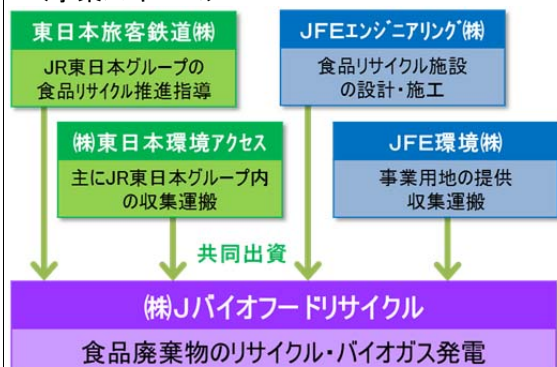 東日本旅客鉄道㈱
JR東日本グループの
食品リサイクル推進指導
JFEエンジニアリング㈱
食品リサイクル施設
の設計・施工
㈱東日本環境アクセス
主にJR東日本グループ内
の収集運搬
JFE環境㈱
事業用地の提供
収集運搬
共同出資
㈱Jバイオフードリサイクル
食品廃棄物のリサイクル・バイオガス発電